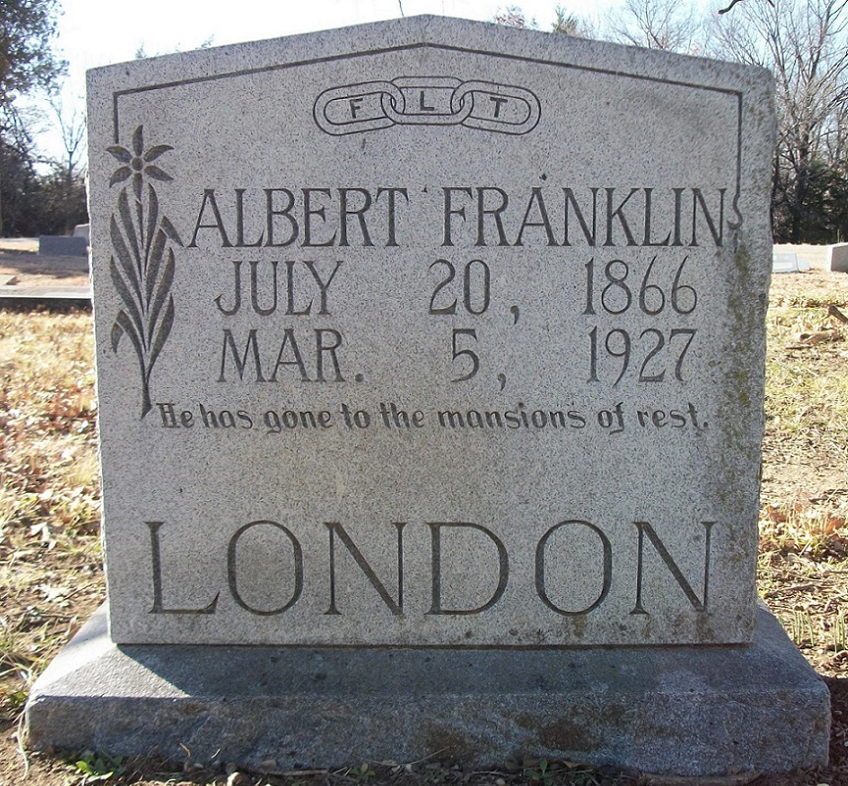 F L T
ALBERT FRANKLIN
JULY 20, 1866
MAR. 5, 1927
He has gone to the mansions of rest.
LONDON